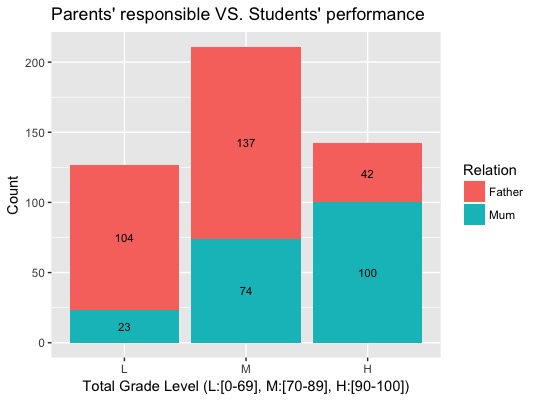 Parents' responsible VS. Students' performance
Count
200
150
100
50
0
104
23
137
74
42
100
L
M
H
Total Grade Level (L:[0-69], M:[70-89], H:[90-100])
Relation
Father
Mum